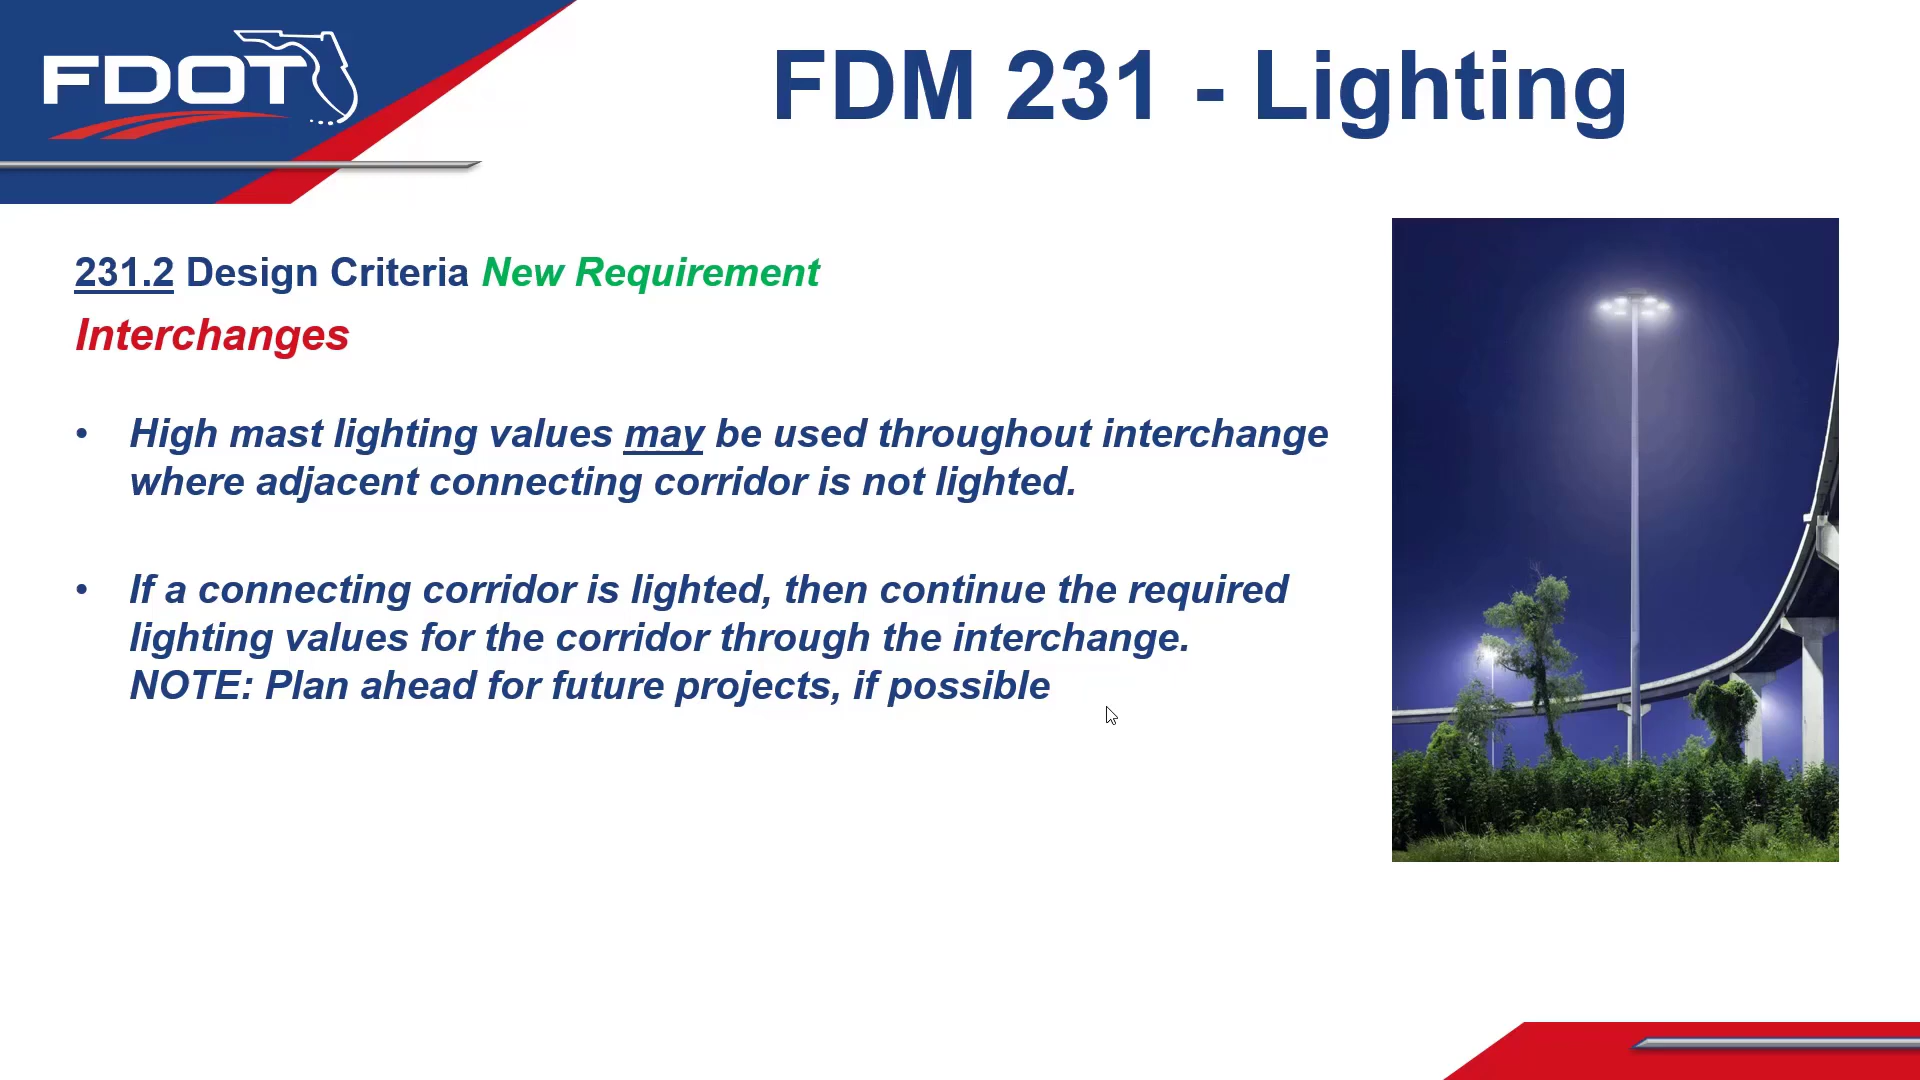 FDOT
FDM 231 - Lighting
231.2 Design Criteria New Requirement
Interchanges
• High mast lighting values may be used throughout interchange
where adjacent connecting corridor is not lighted.
• If a connecting corridor is lighted, then continue the required
lighting values for the corridor through the interchange.
NOTE: Plan ahead for future projects, if possible